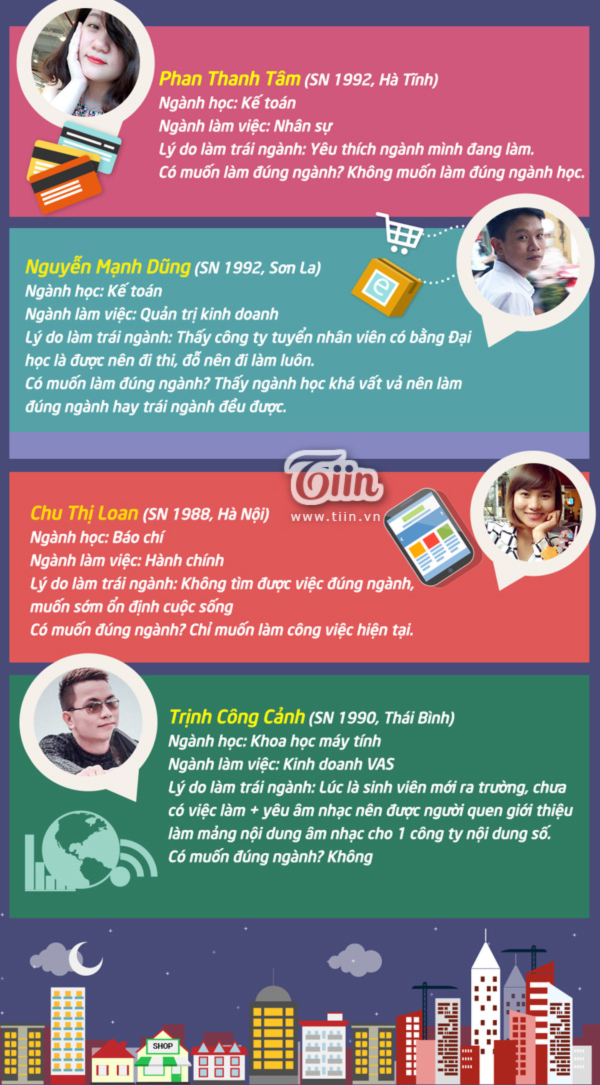 Phan Thanh Tâm (SN 1992, Hà Tĩnh)
Ngành học: Kế toán
Ngành làm việc: Nhân sự
Lý do làm trái ngành: Yêu thích ngành mình đang làm.
Có muốn làm đúng ngành? Không muốn làm đúng ngành học.
Nguyễn Mạnh Dũng (SN 1992, Sơn La)
Ngành học: Kế toán
Ngành làm việc: Quản trị kinh doanh
Lý do làm trái ngành: Thấy công ty tuyển nhân viên có bằng Đại
học là được nên đi thi, đỗ nên đi làm luôn.
Có muốn làm đúng ngành? Thấy ngành học khá vất vả nên làm
đúng ngành hay trái ngành đều được.
Tiin
www.tiin.vn
Chu Thị Loan (SN 1988, Hà Nội)
Ngành học: Báo chí
Ngành làm việc: Hành chính
Lý do làm trái ngành: Không tìm được việc đúng ngành,
muốn sớm ổn định cuộc sống
Có muốn đúng ngành? Chỉ muốn làm công việc hiện tại.
Trịnh Công Cảnh (SN 1990, Thái Bình)
Ngành học: Khoa học máy tính
Ngành làm việc: Kinh doanh VAS
Lý do làm trái ngành: Lúc là sinh viên mới ra trường, chưa
có việc làm + yêu âm nhạc nên được người quen giới thiệu
làm mảng nội dung âm nhạc cho 1 công ty nội dung số.
Có muốn đúng ngành? Không
SHOP